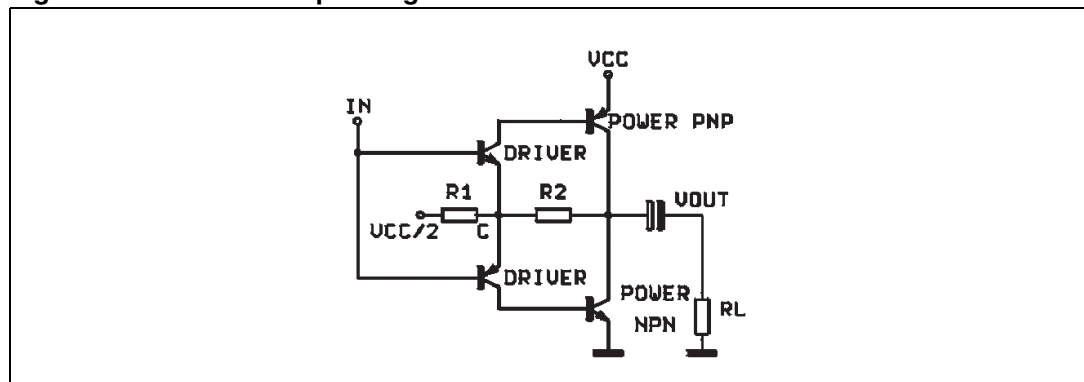 VCC
IN
POWER PNP
DRIVER
R1
R2
VOUT
VCC/2
C
DRIVER
POWER
NPN
RL